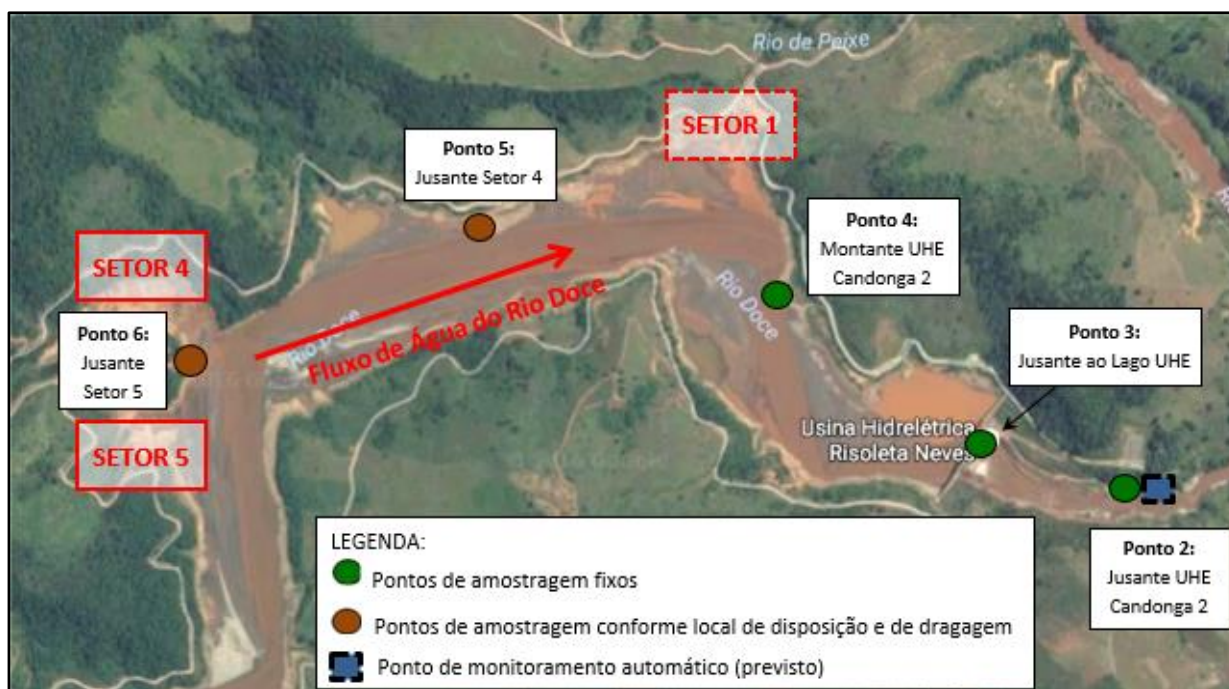 Rio de Peixe
SETOR 1
Ponto 5:
Jusante Setor 4
Ponto 4:
Montante UHE
Candonga 2
SETOR 4
Rio Doce
Ponto 6:
Jusante
Setor 5
Rio Doce
Fluxo de Água do Rio Doce
Ponto 3:
Jusante ao Lago UHE
SETOR 5
Usina Hidrelétrica
Risoleta Neves
Ponto 2:
Jusante UHE
Candonga 2
LEGENDA:
Pontos de amostragem fixos
Pontos de amostragem conforme local de disposição e de dragagem
Ponto de monitoramento automático (previsto)